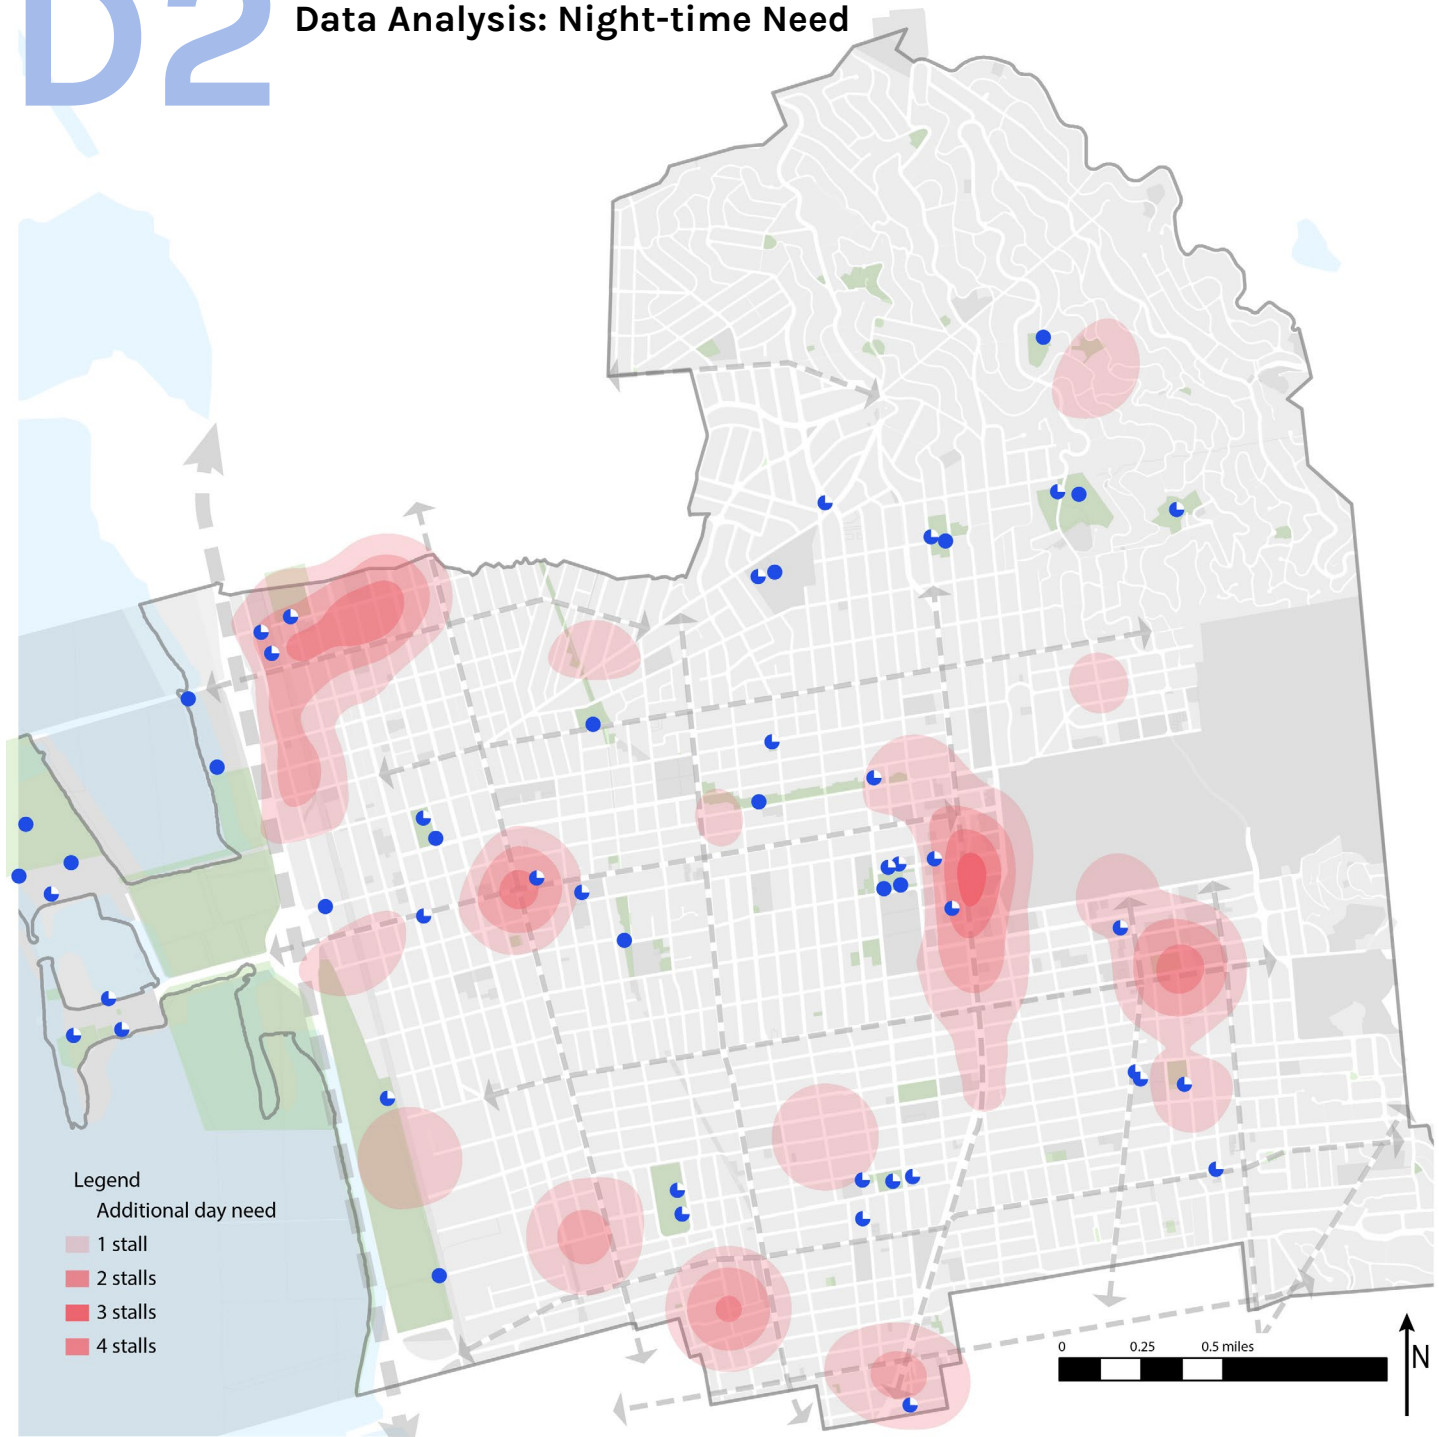 D2
Data Analysis: Night-time Need
Legend
Additional day need
1 stall
2 stalls
3 stalls
4 stalls
0 0.25 0.5 miles
N